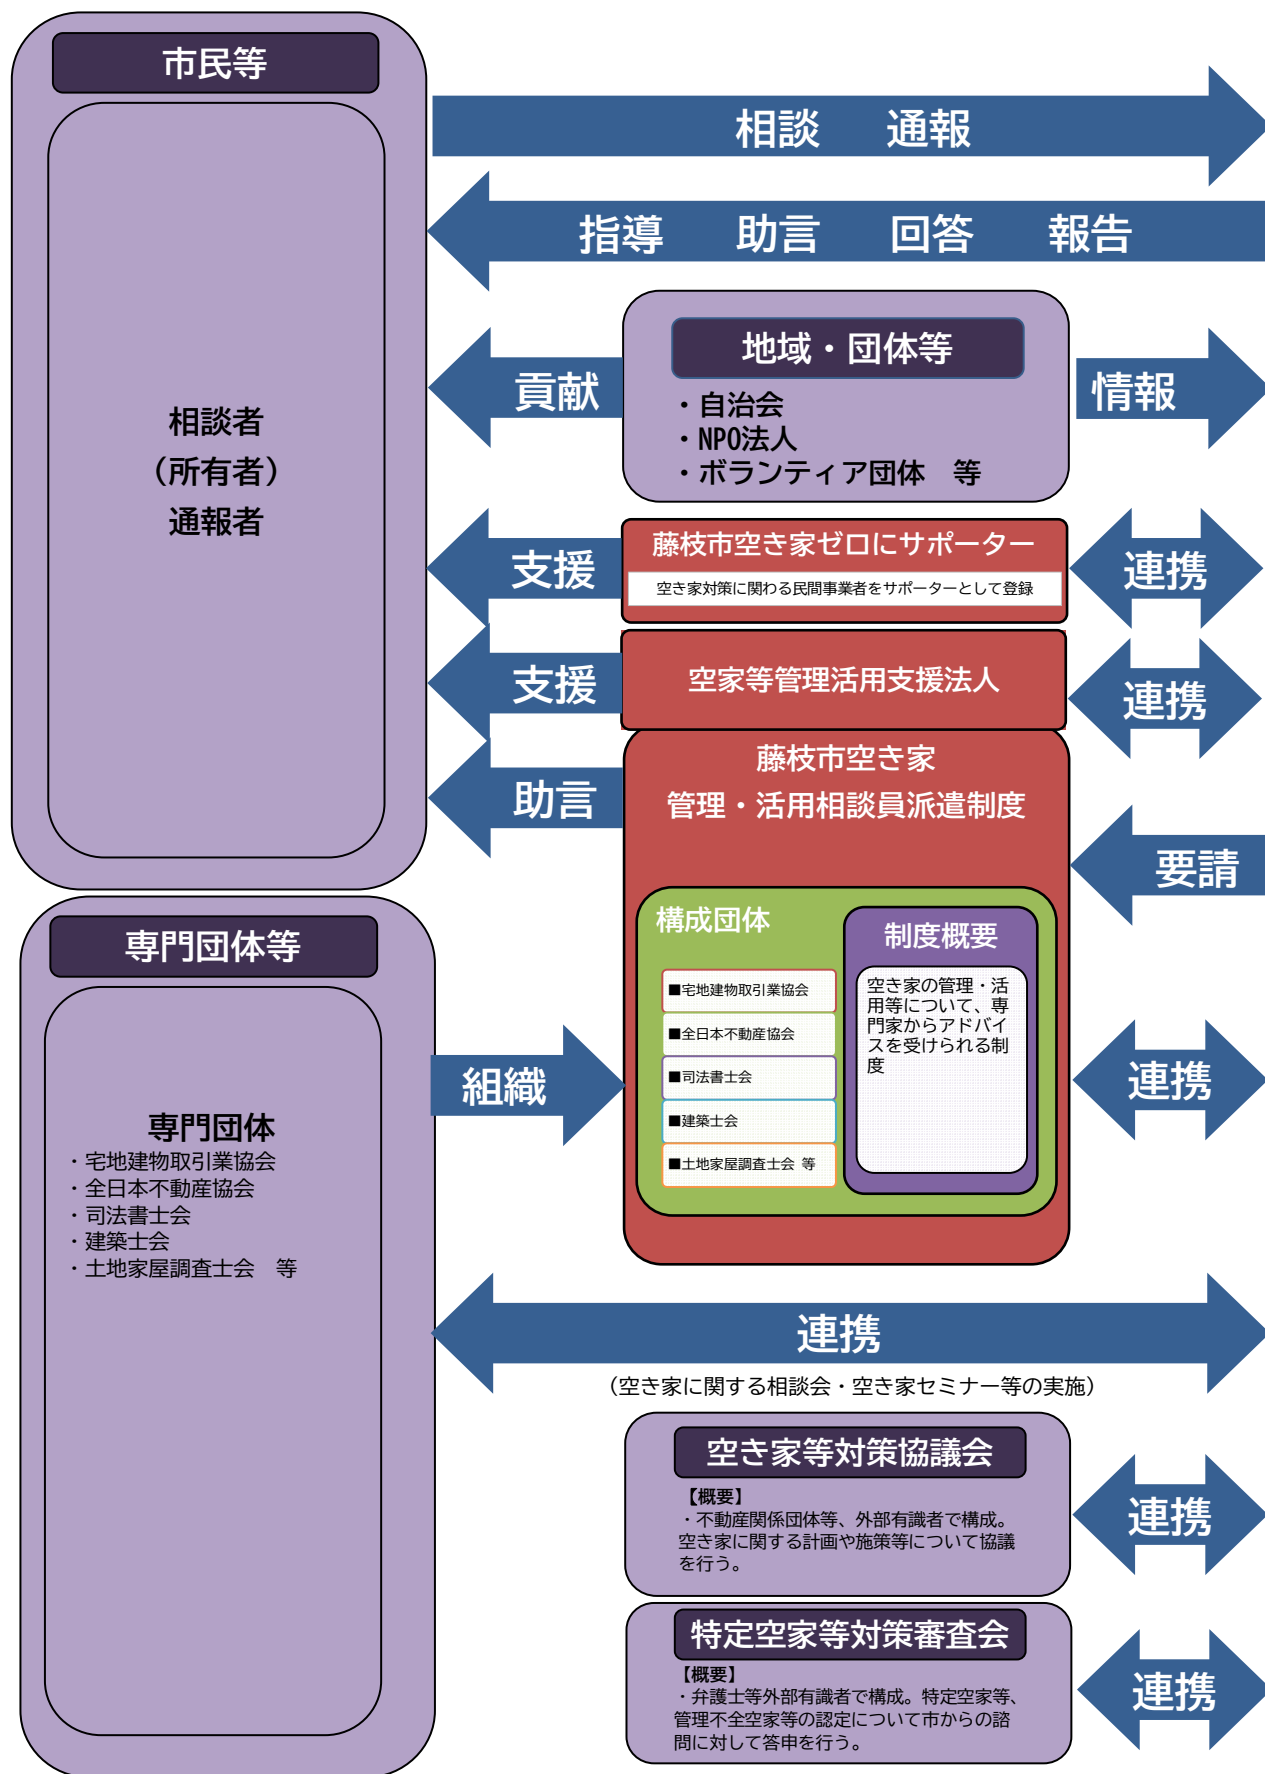 市民等
相談者
（所有者）
通報者
相談　通報
指導　助言　回答　報告
貢献
地域・団体等
・自治会
・NPO法人
・ボランティア団体　等
情報
支援
藤枝市空き家ゼロにサポーター
空き家対策に関わる民間事業者をサポーターとして登録
連携
支援
空家等管理活用支援法人
連携
助言
藤枝市空き家
管理・活用相談員派遣制度
要請
構成団体
■宅地建物取引業協会
■全日本不動産協会
■司法書士会
■建築士会
■土地家屋調査士会 等
制度概要
空き家の管理・活
用等について、専
門家からアドバイ
スを受けられる制
度
連携
専門団体等
専門団体
・宅地建物取引業協会
・全日本不動産協会
・司法書士会
・建築士会
・土地家屋調査士会　等
組織
連携
（空き家に関する相談会・空き家セミナー等の実施）
空き家等対策協議会
【概要】
・不動産関係団体等、外部有識者で構成。
空き家に関する計画や施策等について協議
を行う。
連携
特定空家等対策審査会
【概要】
・弁護士等外部有識者で構成。特定空家等、
管理不全空家等の認定について市からの諮
問に対して答申を行う。
連携